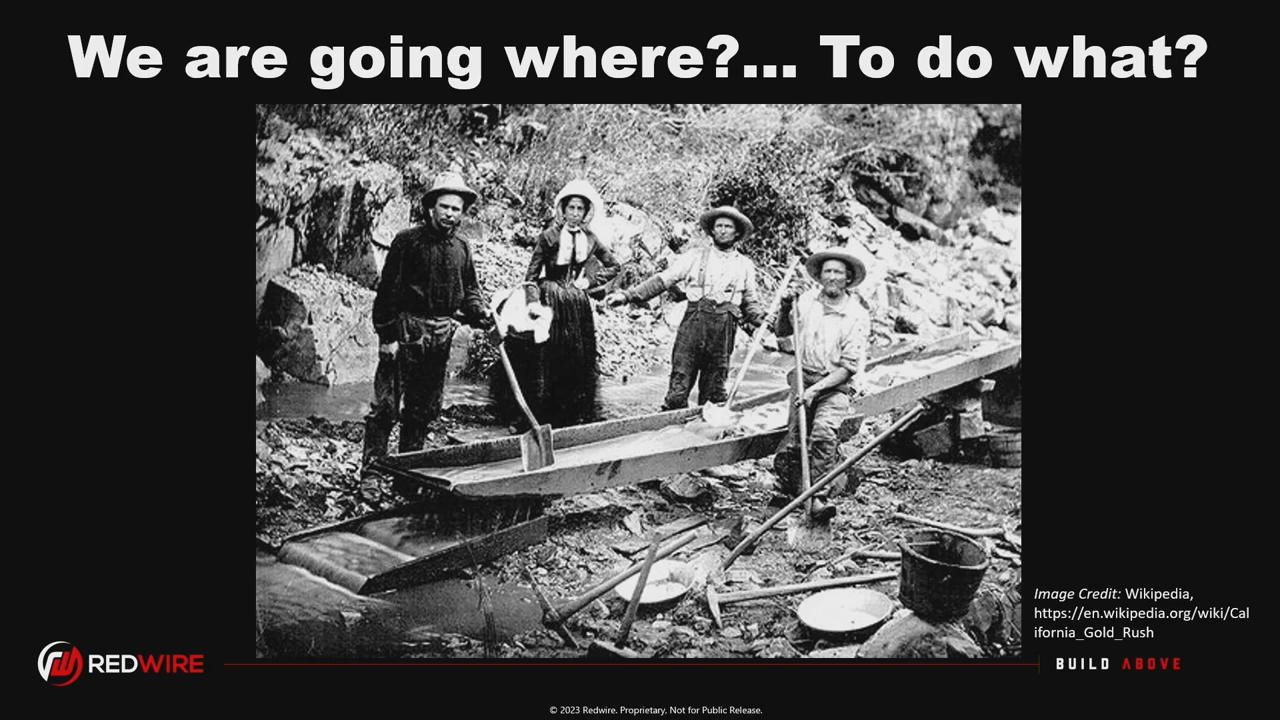 We are going where?... To do what?
Image Credit: Wikipedia,
https://en.wikipedia.org/wiki/Cal
ifornia_Gold_Rush
REDWIRE
BUILD ABOVE
© 2023 Redwire. Proprietary, Not for Public Release.